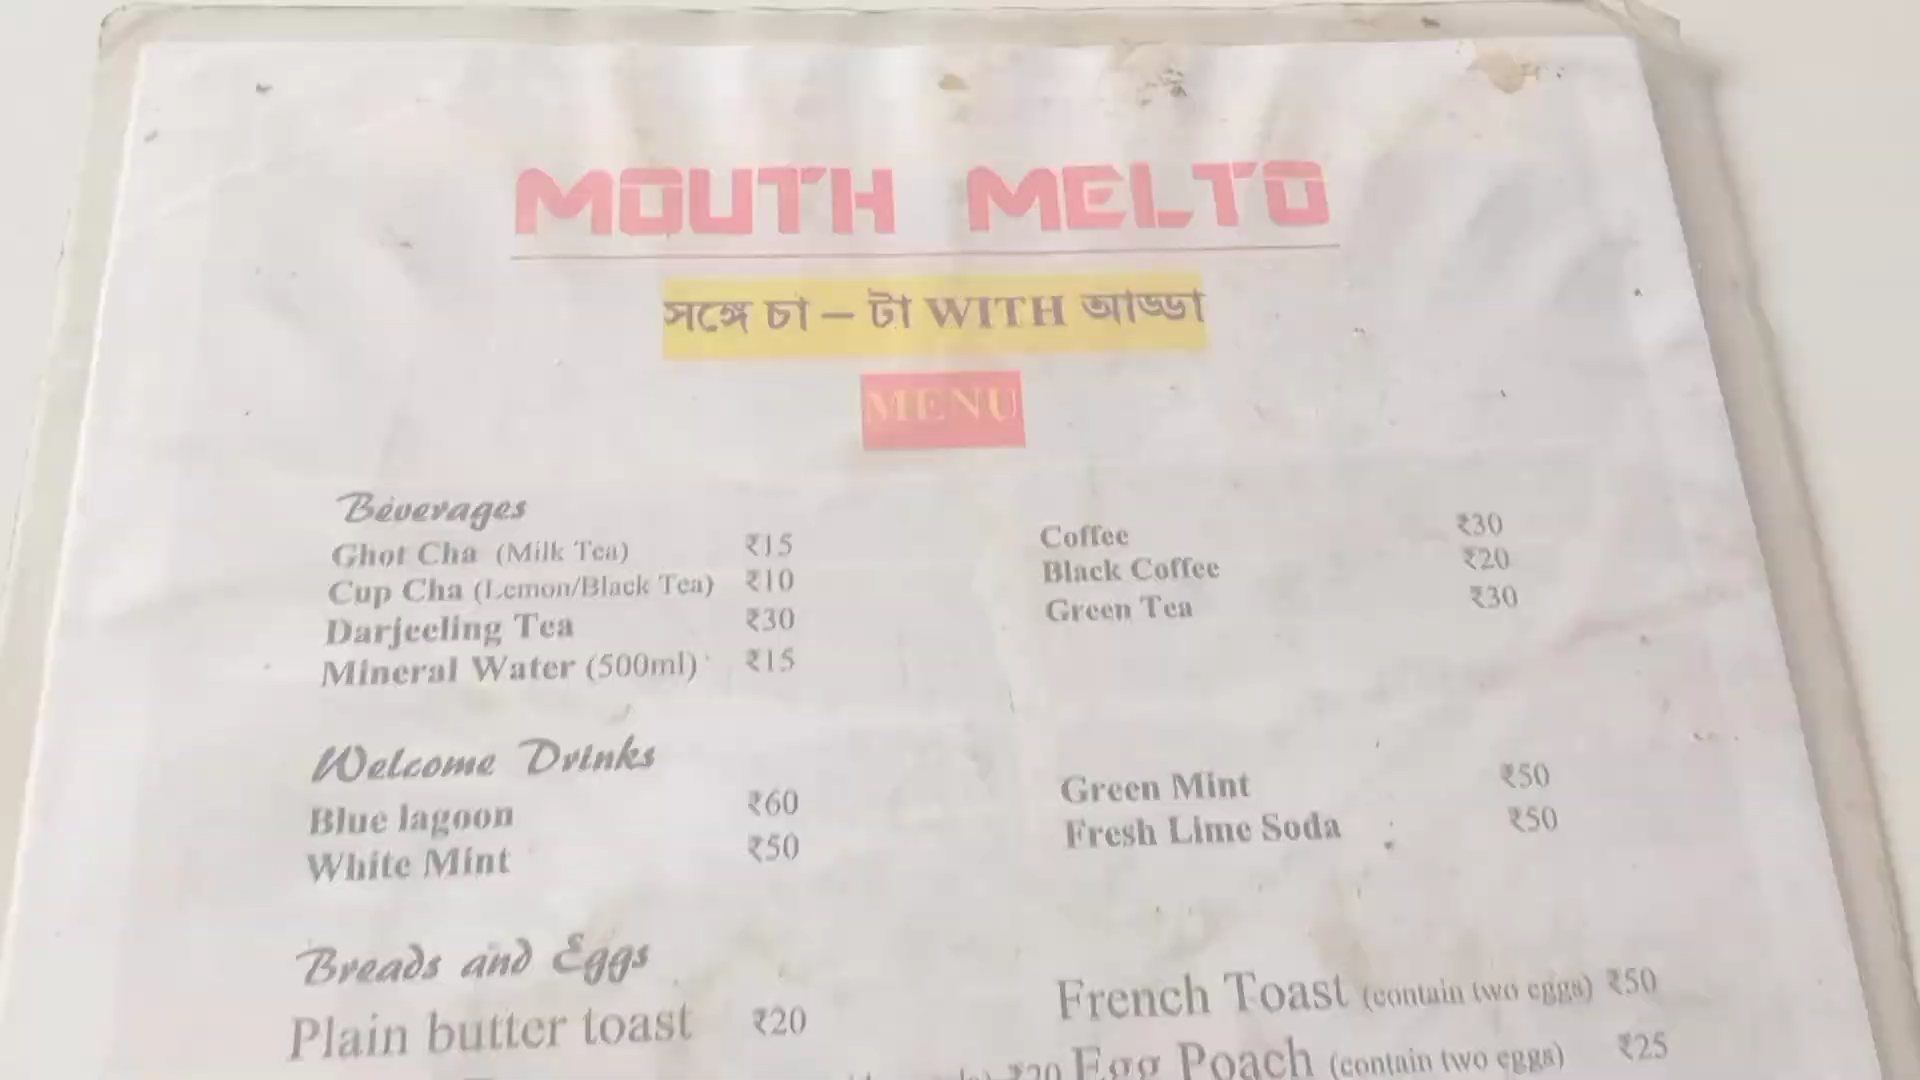 MOUTH MELTO
সঙ্গে চা – টা WITH আড্ডা
MENU
Beverages
Ghot Cha (Milk Tea) ₹15
Cup Cha (Lemon/Black Tea) ₹10
Darjeeling Tea ₹30
Mineral Water (500ml) ₹15
Coffee ₹30
Black Coffee ₹20
Green Tea ₹30
Welcome Drinks
Blue lagoon ₹60
White Mint ₹50
Green Mint ₹50
Fresh Lime Soda ₹50
Breads and Eggs
Plain butter toast ₹20
French Toast (contain two eggs) ₹50
Egg Poach (contain two eggs) ₹25